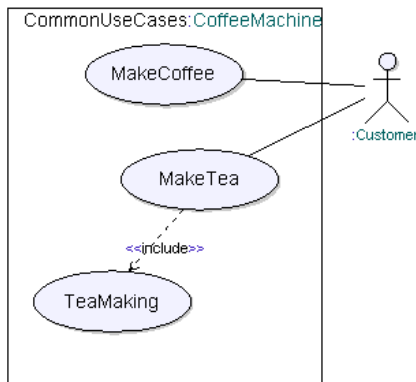 CommonUseCases:CoffeeMachine
MakeCoffee
:Customer
MakeTea
<<include>>
TeaMaking